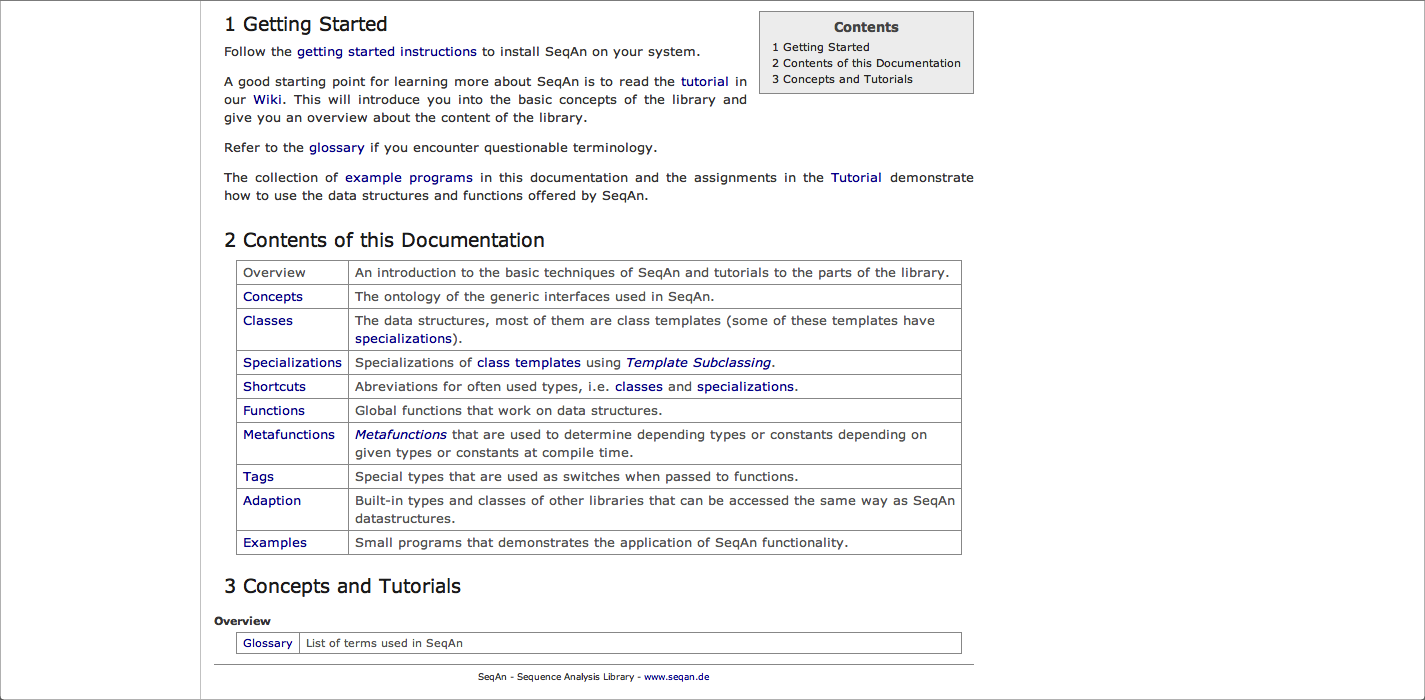 1 Getting Started
Follow the getting started instructions to install SeqAn on your system.
A good starting point for learning more about SeqAn is to read the tutorial in
our Wiki. This will introduce you into the basic concepts of the library and
give you an overview about the content of the library.
Refer to the glossary if you encounter questionable terminology.
The collection of example programs in this documentation and the assignments in the Tutorial demonstrate
how to use the data structures and functions offered by SeqAn.
Contents
1 Getting Started
2 Contents of this Documentation
3 Concepts and Tutorials
2 Contents of this Documentation
Overview An introduction to the basic techniques of SeqAn and tutorials to the parts of the library.
Concepts The ontology of the generic interfaces used in SeqAn.
Classes The data structures, most of them are class templates (some of these templates have
specializations).
Specializations Specializations of class templates using Template Subclassing.
Shortcuts Abreviations for often used types, i.e. classes and specializations.
Functions Global functions that work on data structures.
Metafunctions Metafunctions that are used to determine depending types or constants depending on
given types or constants at compile time.
Tags Special types that are used as switches when passed to functions.
Adaption Built-in types and classes of other libraries that can be accessed the same way as SeqAn
datastructures.
Examples Small programs that demonstrates the application of SeqAn functionality.
3 Concepts and Tutorials
Overview
Glossary List of terms used in SeqAn
SeqAn - Sequence Analysis Library - www.seqan.de